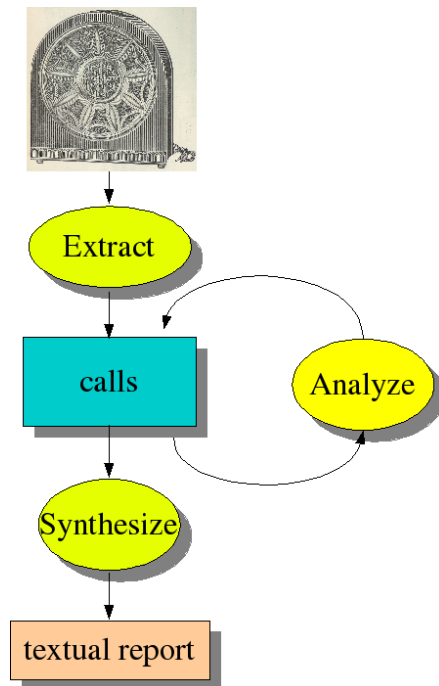 Extract
calls
Analyze
Synthesize
textual report